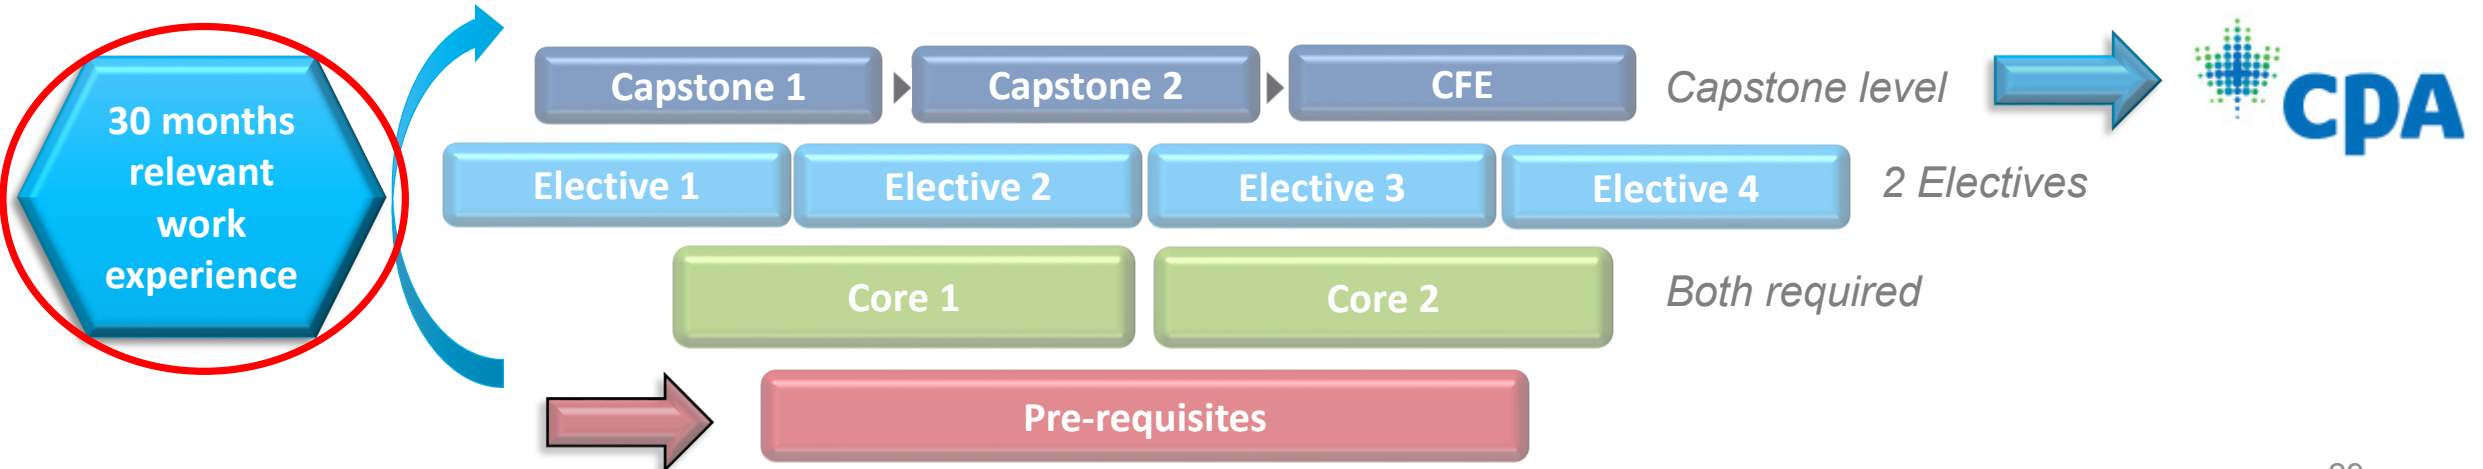 30 months
relevant
work
experience
Capstone 1
Capstone 2
CFE
Capstone level
CPA
Elective 1
Elective 2
Elective 3
Elective 4
2 Electives
Core 1
Core 2
Both required
Pre-requisites